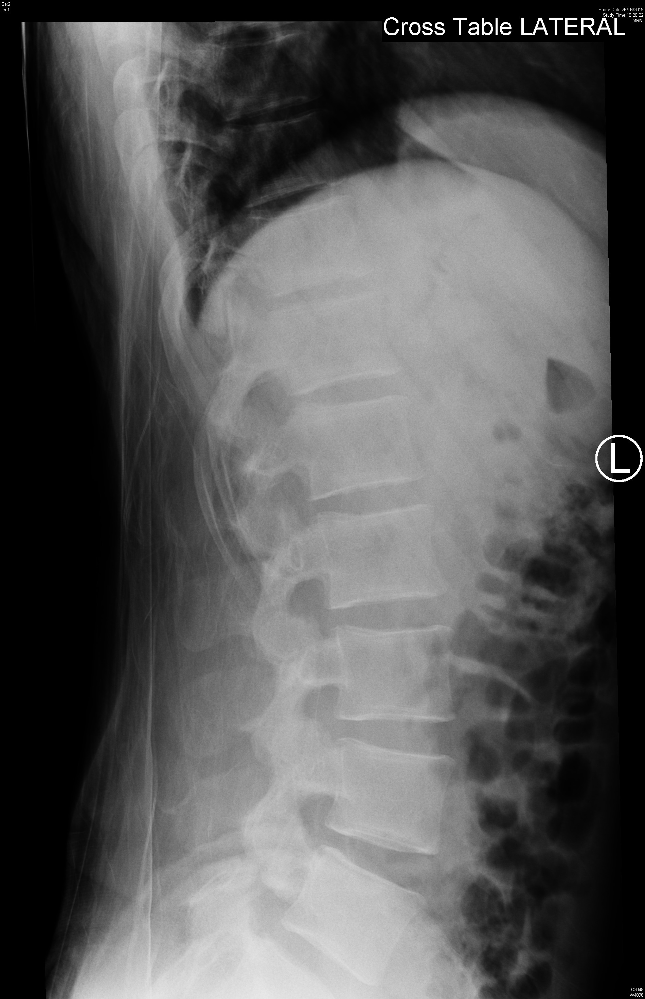 Se:2
Im:1
Study Date:26/06/2019
Study Time:18:20:22
MRN:
Cross Table LATERAL
L
C2048
W4096